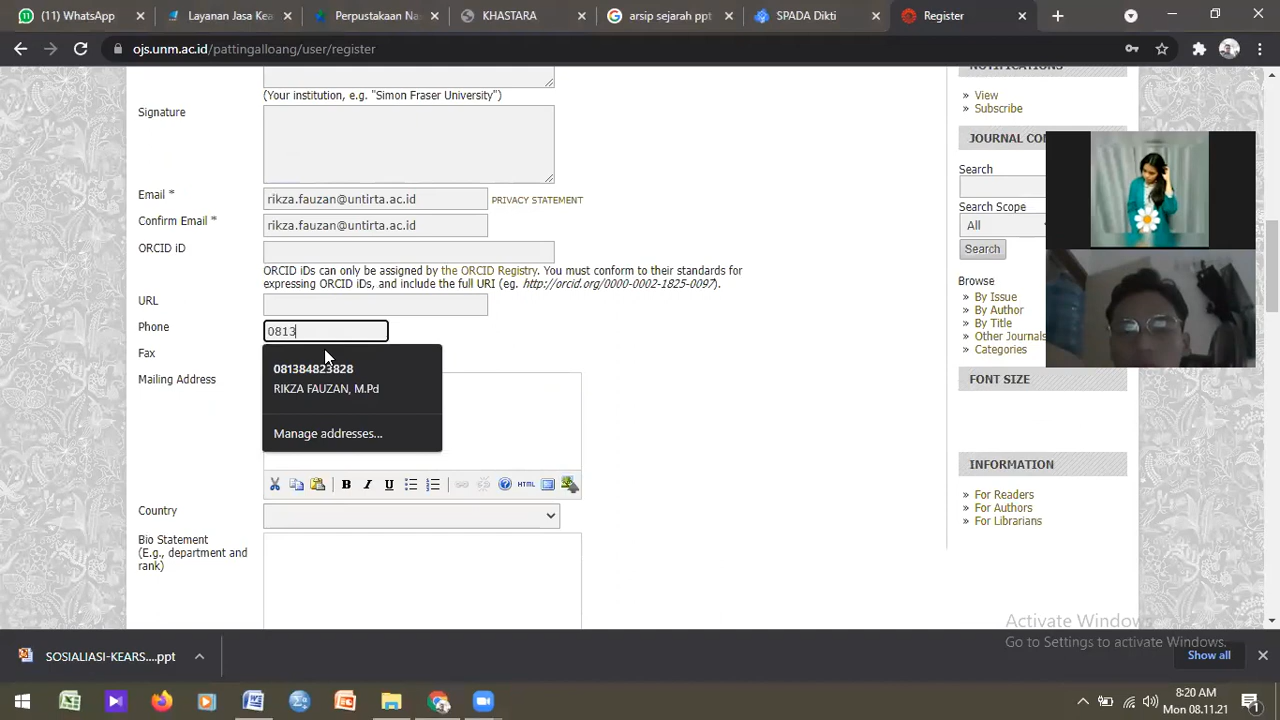 (11) WhatsApp
Layanan Jasa Kea
Perpustakaan Na
KHASTARA
arsip sejarah ppt
SPADA Dikti
Register
ojs.unm.ac.id/pattingalloang/user/register
(Your institution, e.g. "Simon Fraser University")
Signature
Email *
rikza.fauzan@untirta.ac.id
PRIVACY STATEMENT
Confirm Email *
rikza.fauzan@untirta.ac.id
ORCID iD
ORCID iDs can only be assigned by the ORCID Registry. You must conform to their standards for
expressing ORCID iDs, and include the full URI (eg. http://orcid.org/0000-0002-1825-0097).
URL
Phone
0813
Fax
081384823828
RIKZA FAUZAN, M.Pd
Manage addresses...
Mailing Address
HTML
Country
Bio Statement
(E.g., department and
rank)
NOTIFICATIONS
View
Subscribe
JOURNAL CO
Search
Search Scope
All
Search
Browse
By Issue
By Author
By Title
Other Journals
Categories
FONT SIZE
INFORMATION
For Readers
For Authors
For Librarians
Activate Windows
Go to Settings to activate Windows.
SOSIALIASI-KEARS....ppt
Show all
8:20 AM
Mon 08.11.21
1